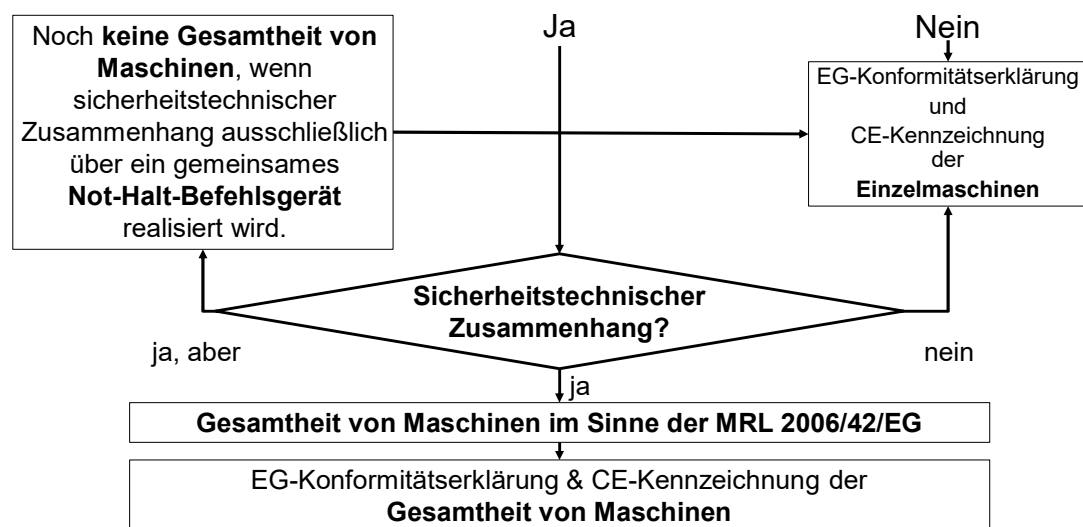 Ja
Nein
Noch keine Gesamtheit von
Maschinen, wenn
sicherheitstechnischer
Zusammenhang ausschließlich
über ein gemeinsames
Not-Halt-Befehlsgerät
realisiert wird.
EG-Konformitätserklärung
und
CE-Kennzeichnung
der
Einzelmaschinen
Sicherheitstechnischer
Zusammenhang?
ja, aber
nein
ja
Gesamtheit von Maschinen im Sinne der MRL 2006/42/EG
EG-Konformitätserklärung & CE-Kennzeichnung der
Gesamtheit von Maschinen